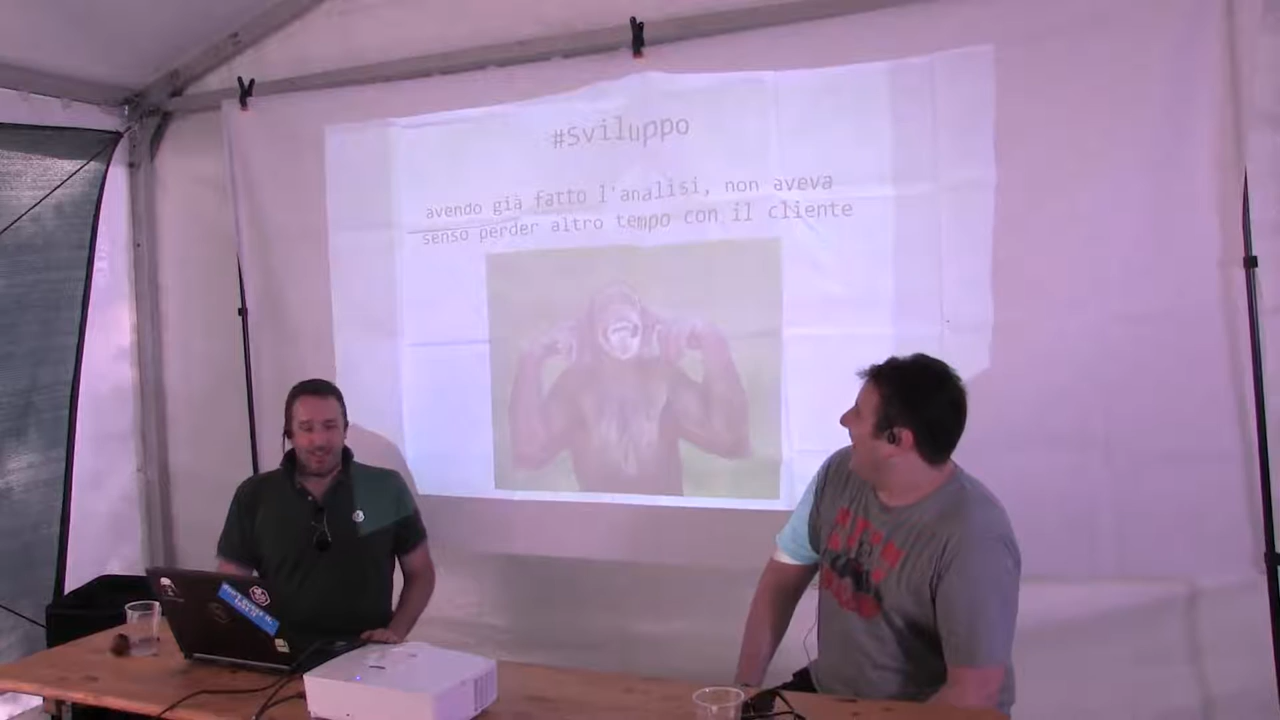 #Sviluppo
avendo già fatto l'analisi, non aveva
senso perder altro tempo con il cliente